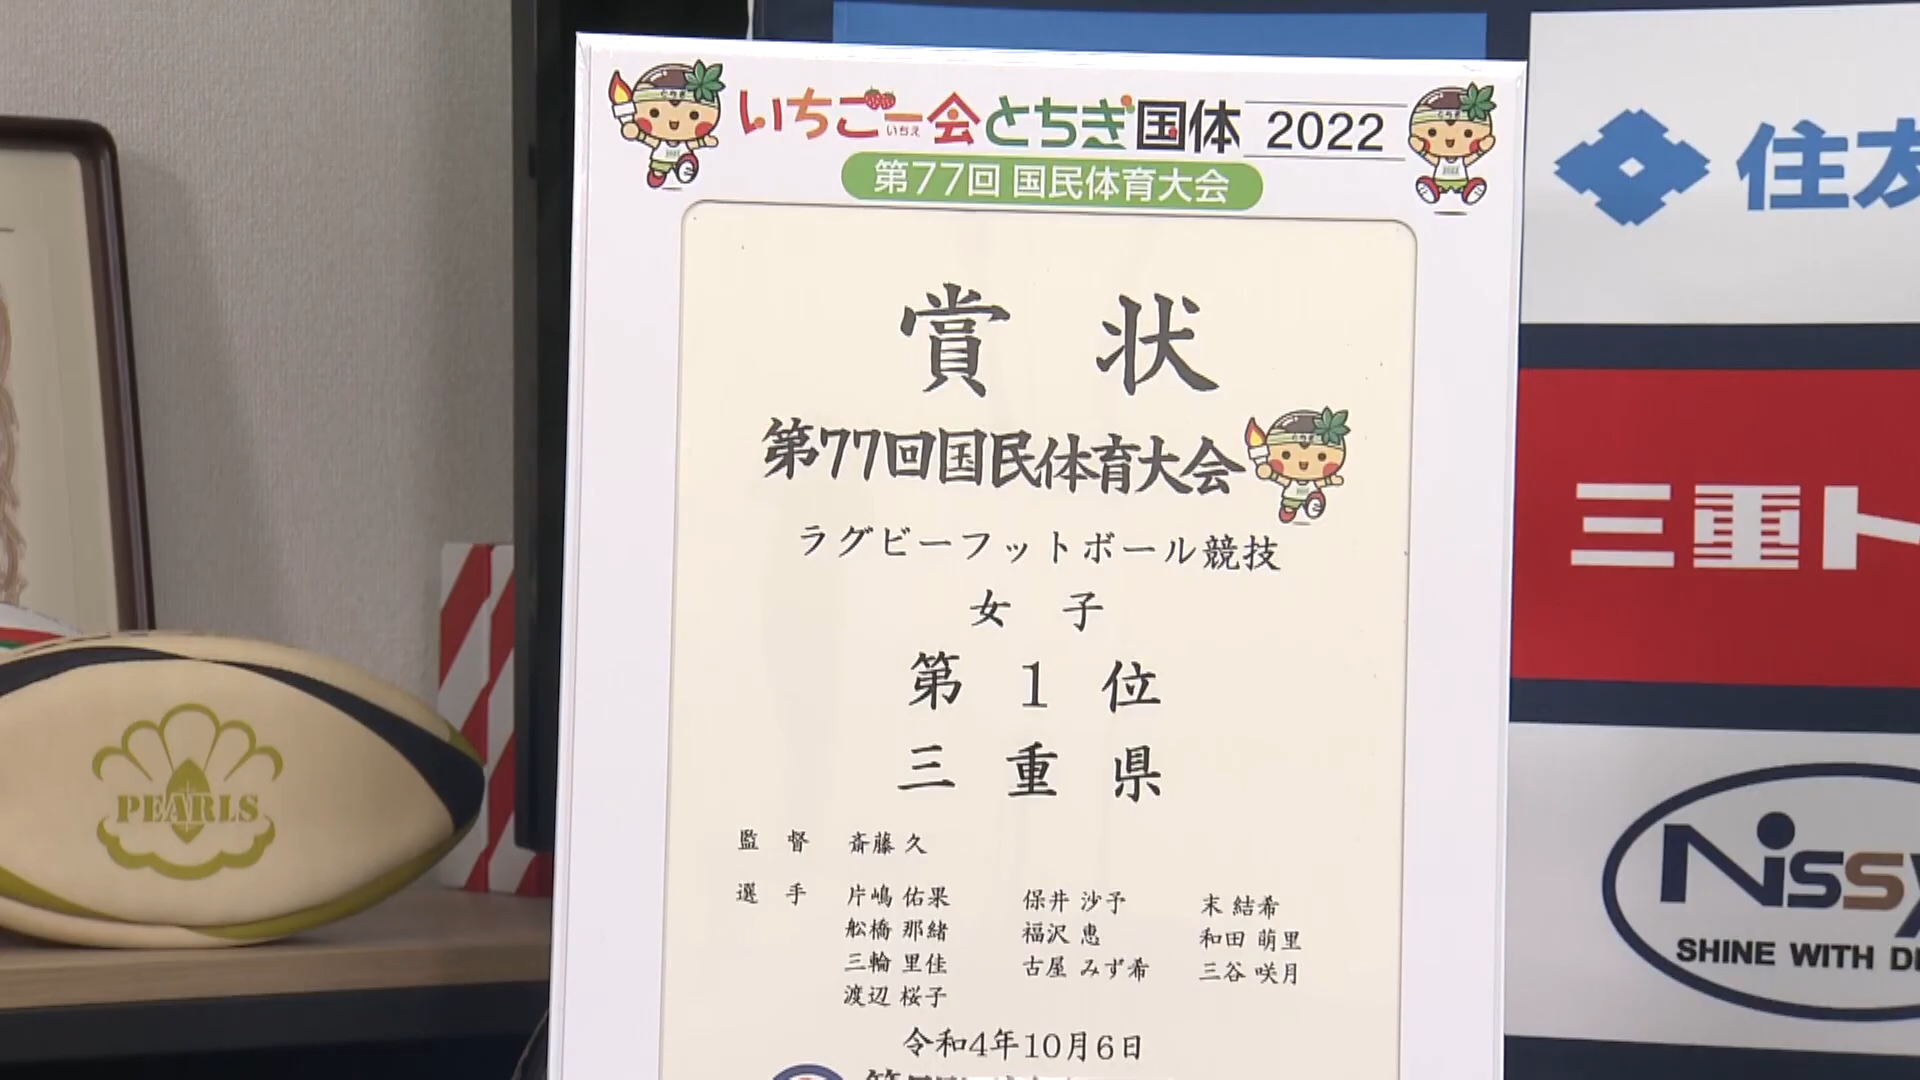 いちご一会とちぎ国体 2022
いちえ
第77回 国民体育大会
賞状
第77回国民体育大会
ラグビーフットボール競技
女子
第1位
三重県
監督 斎藤 久
選手 片嶋 佑果 保井 沙予 末 結希
舩橋 那緒 福沢 恵 和田 萌里
三輪 里佳 古屋 みず希 三谷 咲月
渡辺 桜子
令和4年10月6日
PEARLS
住友
三重ト
Nissy
SHINE WITH